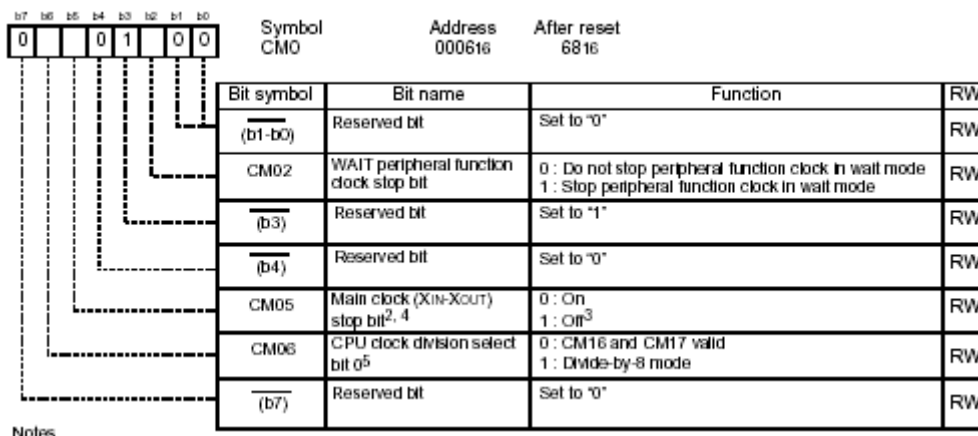 b7 b6 b5 b4 b3 b2 b1 b0
0 0 1 0 0
Symbol Address After reset
CM0 000616 6816
Bit symbol Bit name Function RW
(b1-b0) Reserved bit Set to "0" RW
CM02 WAIT peripheral function clock stop bit 0 : Do not stop peripheral function clock in wait mode RW
1 : Stop peripheral function clock in wait mode
(b3) Reserved bit Set to "1" RW
(b4) Reserved bit Set to "0" RW
CM05 Main clock (XIN-XOUT) stop bit2, 4 0 : On RW
1 : Off3
CM06 CPU clock division select bit 05 0 : CM16 and CM17 valid RW
1 : Divide-by-8 mode
(b7) Reserved bit Set to "0" RW
Notes